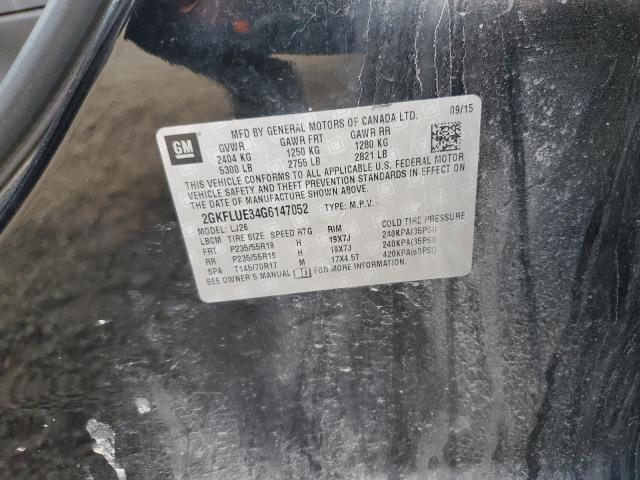 MFD BY GENERAL MOTORS OF CANADA LTD. 09/15
GM
GVWR GAWR FRT GAWR RR
2404 KG 1250 KG 1280 KG
5300 LB 2755 LB 2821 LB
THIS VEHICLE CONFORMS TO ALL APPLICABLE U.S. FEDERAL MOTOR
VEHICLE SAFETY AND THEFT PREVENTION STANDARDS IN EFFECT ON
THE DATE OF MANUFACTURE SHOWN ABOVE.
2GKFLUE34G6147052 TYPE: M.P.V.
MODEL: LJ26
LBCM TIRE SIZE SPEED RTG RIM COLD TIRE PRESSURE
FRT P235/55R19 H 19X7J 240KPA(35PSI)
RR P235/55R19 H 19X7J 240KPA(35PSI)
SPA T145/70R17 M 17X4.5T 420KPA(60PSI)
SEE OWNER'S MANUAL FOR MORE INFORMATION.